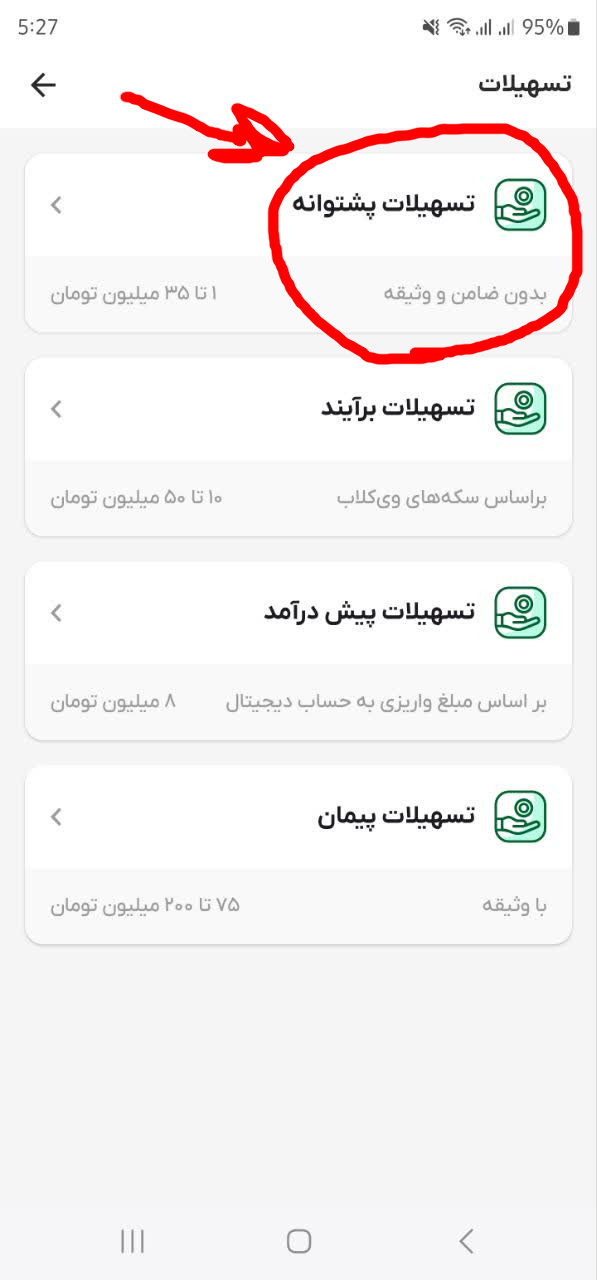 5:27
95%
تسهیلات
تسهیلات پشتوانه
بدون ضامن و وثیقه
۱ تا ۳۵ میلیون تومان
تسهیلات برآیند
براساس سکه‌های وی‌کلاب
۱۰ تا ۵۰ میلیون تومان
تسهیلات پیش درآمد
بر اساس مبلغ واریزی به حساب دیجیتال
۸ میلیون تومان
تسهیلات پیمان
با وثیقه
۷۵ تا ۲۰۰ میلیون تومان